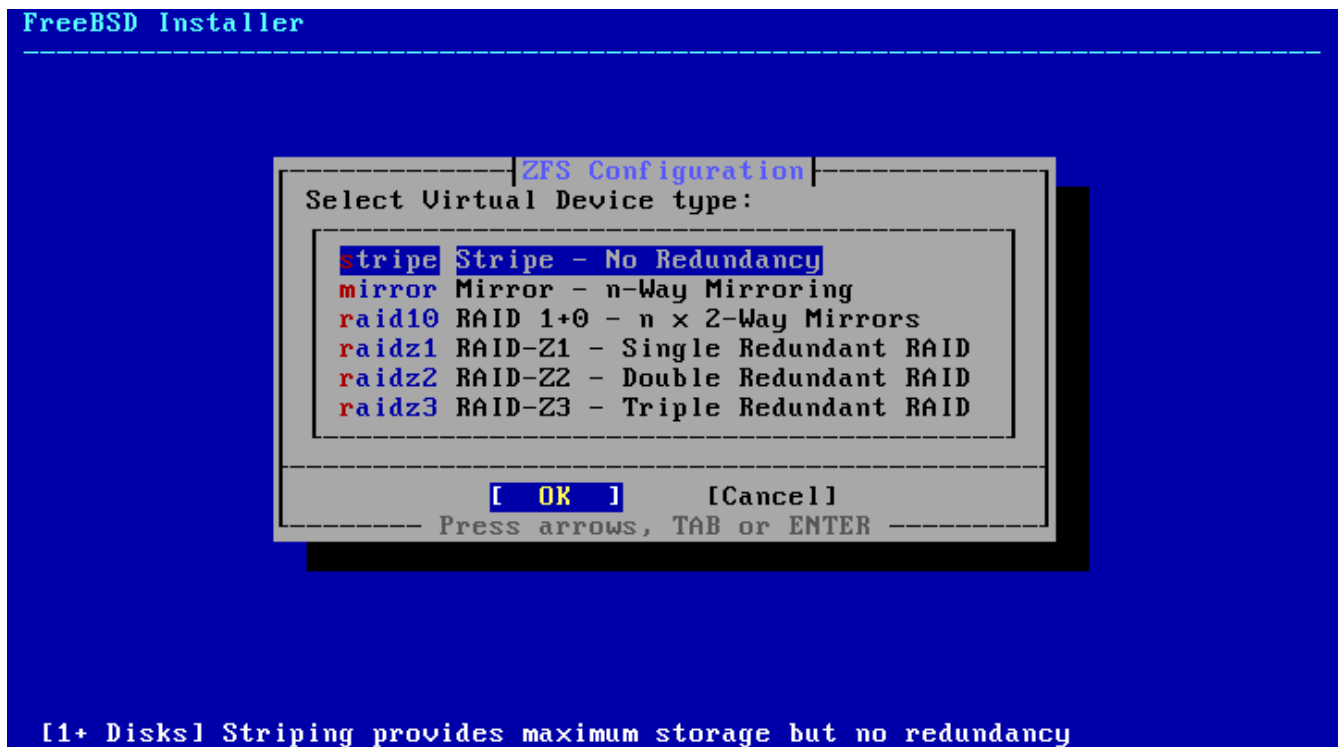 FreeBSD Installer
ZFS Configuration
Select Virtual Device type:
stripe Stripe - No Redundancy
mirror Mirror - n-Way Mirroring
raid10 RAID 1+0 - n x 2-Way Mirrors
raidz1 RAID-Z1 - Single Redundant RAID
raidz2 RAID-Z2 - Double Redundant RAID
raidz3 RAID-Z3 - Triple Redundant RAID
[ OK ] [Cancel]
Press arrows, TAB or ENTER
[1+ Disks] Striping provides maximum storage but no redundancy